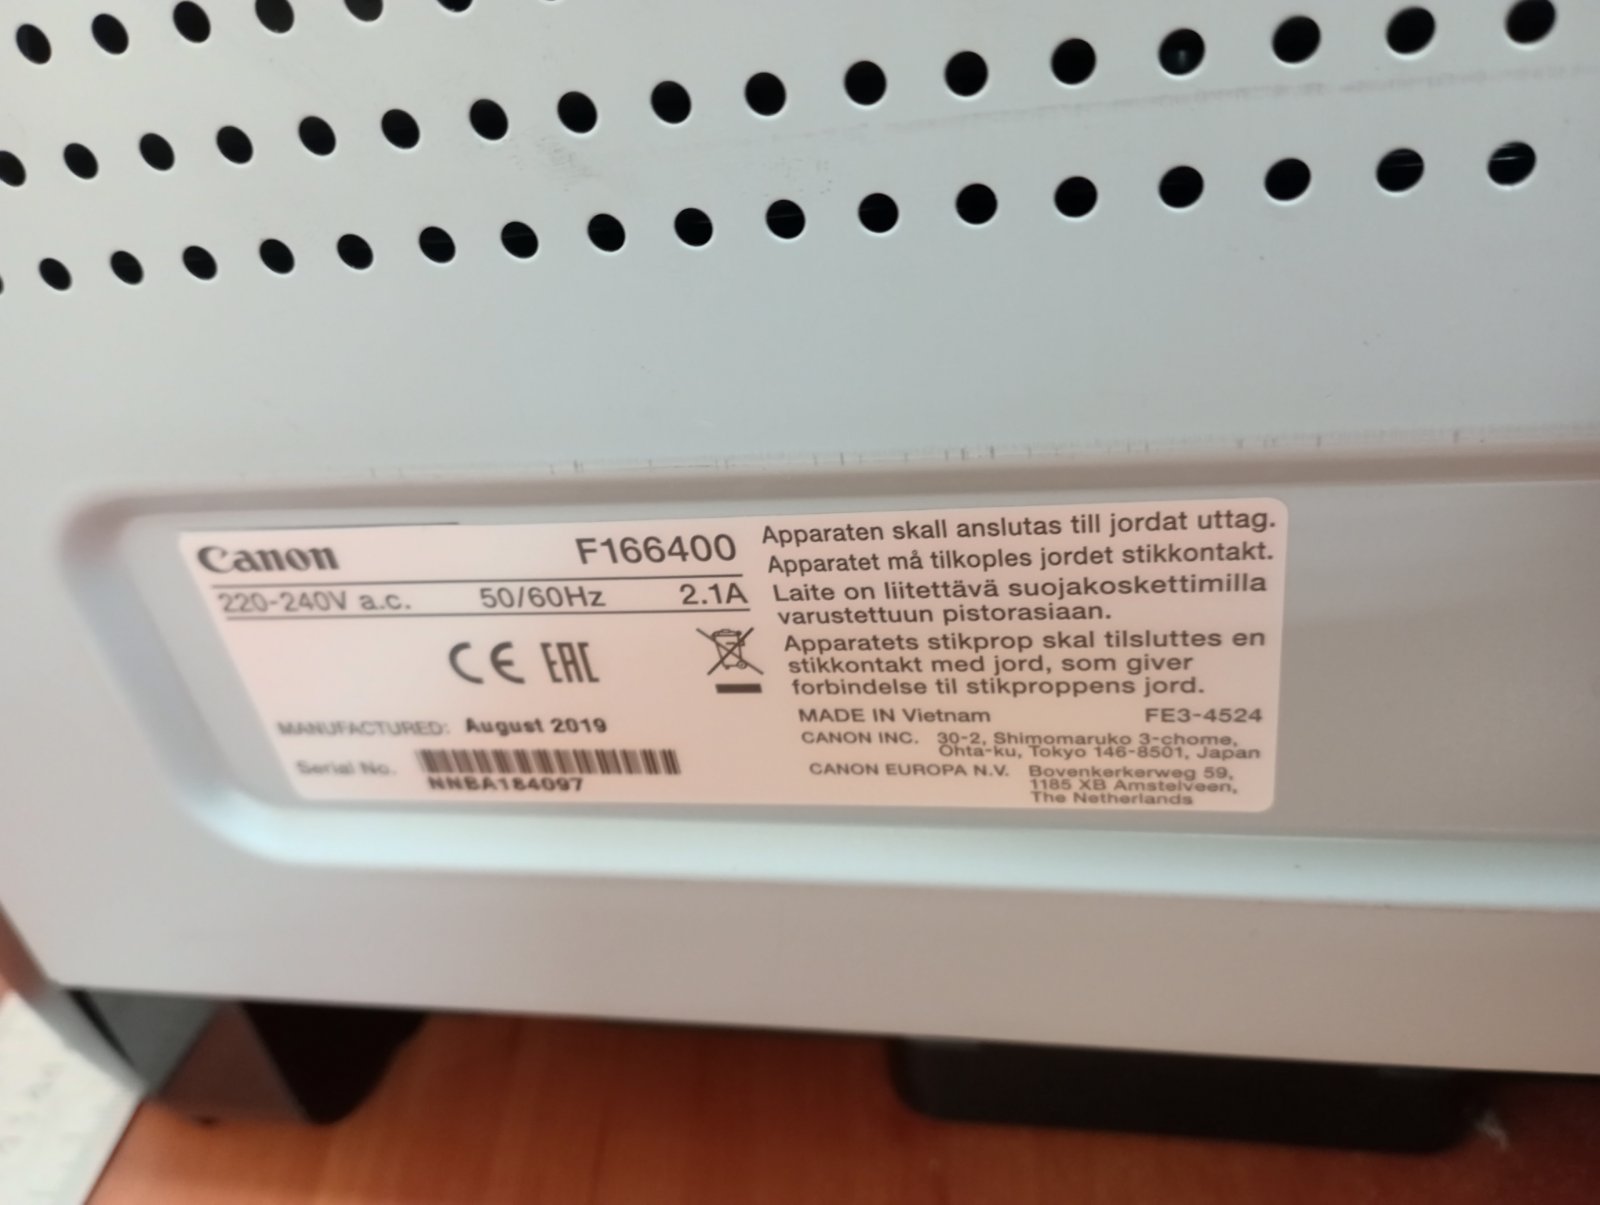 Canon F166400
220-240V a.c. 50/60Hz 2.1A
CE EAC
MANUFACTURED: August 2019
Serial No.
NNBA184097
Apparaten skall anslutas till jordat uttag.
Apparatet må tilkoples jordet stikkontakt.
Laite on liitettävä suojakoskettimilla
varustettuun pistorasiaan.
Apparatets stikprop skal tilsluttes en
stikkontakt med jord, som giver
forbindelse til stikproppens jord.
MADE IN Vietnam FE3-4524
CANON INC. 30-2, Shimomaruko 3-chome,
Ohta-ku, Tokyo 146-8501, Japan
CANON EUROPA N.V. Bovenkerkerweg 59,
1185 XB Amstelveen,
The Netherlands